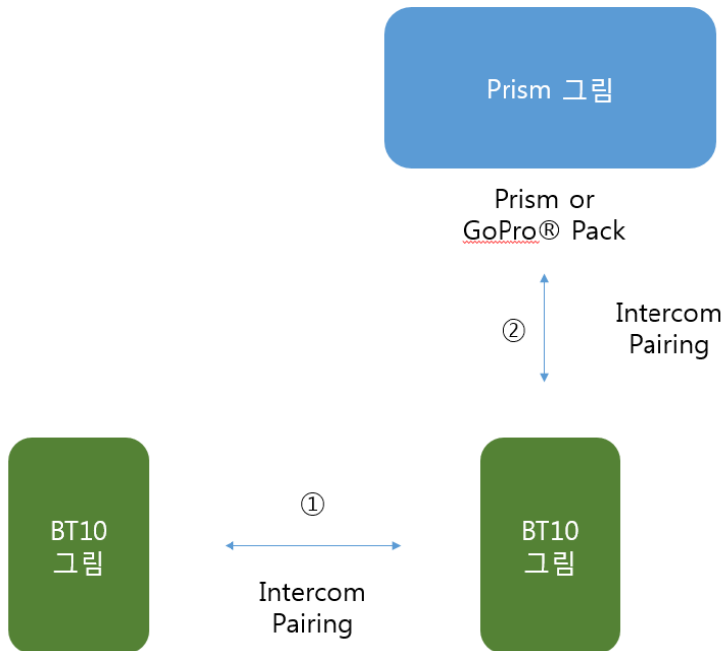 Prism 그림
Prism or
GoPro® Pack
②
Intercom
Pairing
①
BT10
그림
Intercom
Pairing
BT10
그림